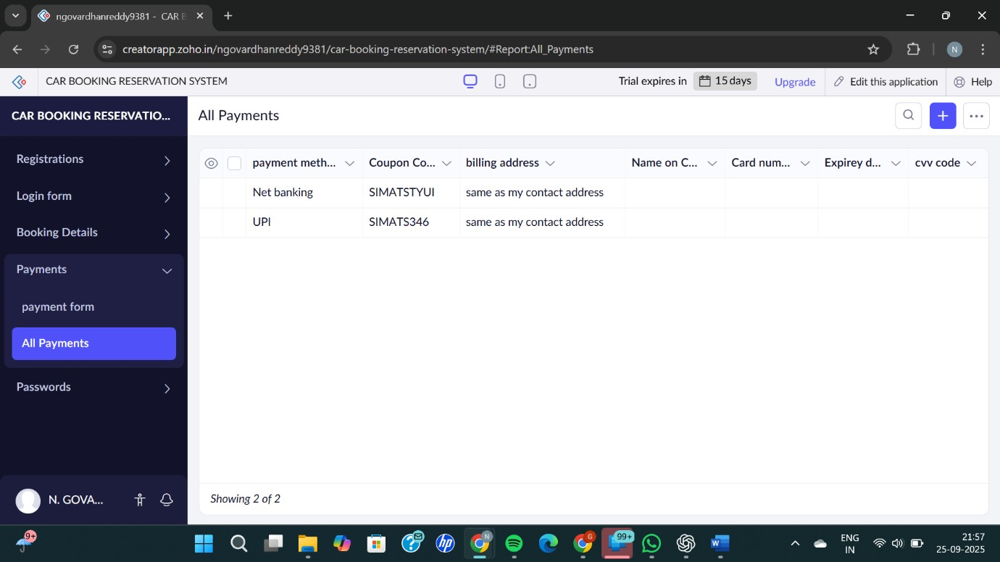 ngovardhanreddy9381 - CAR B
creatorapp.zoho.in/ngovardhanreddy9381/car-booking-reservation-system/#Report:All_Payments
N
CAR BOOKING RESERVATION SYSTEM
Trial expires in 15 days Upgrade Edit this application Help
CAR BOOKING RESERVATIO...
All Payments
Registrations
Login form
Booking Details
Payments
payment form
All Payments
Passwords
N. GOVA...
payment meth... Coupon Co... billing address Name on C... Card num... Expirey d... cvv code
Net banking SIMATSTYUI same as my contact address
UPI SIMATS346 same as my contact address
Showing 2 of 2
9+
hp
N
G
99+
W
ENG
IN
21:57
25-09-2025